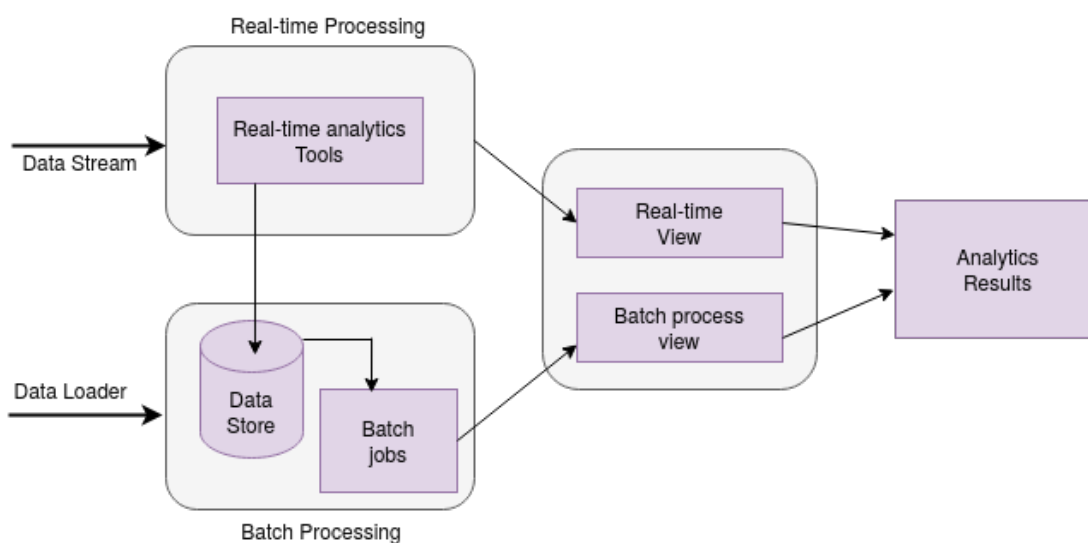 Real-time Processing
Real-time analytics
Tools
Data Stream
Real-time
View
Analytics
Results
Batch process
view
Data Loader
Data
Store
Batch
jobs
Batch Processing